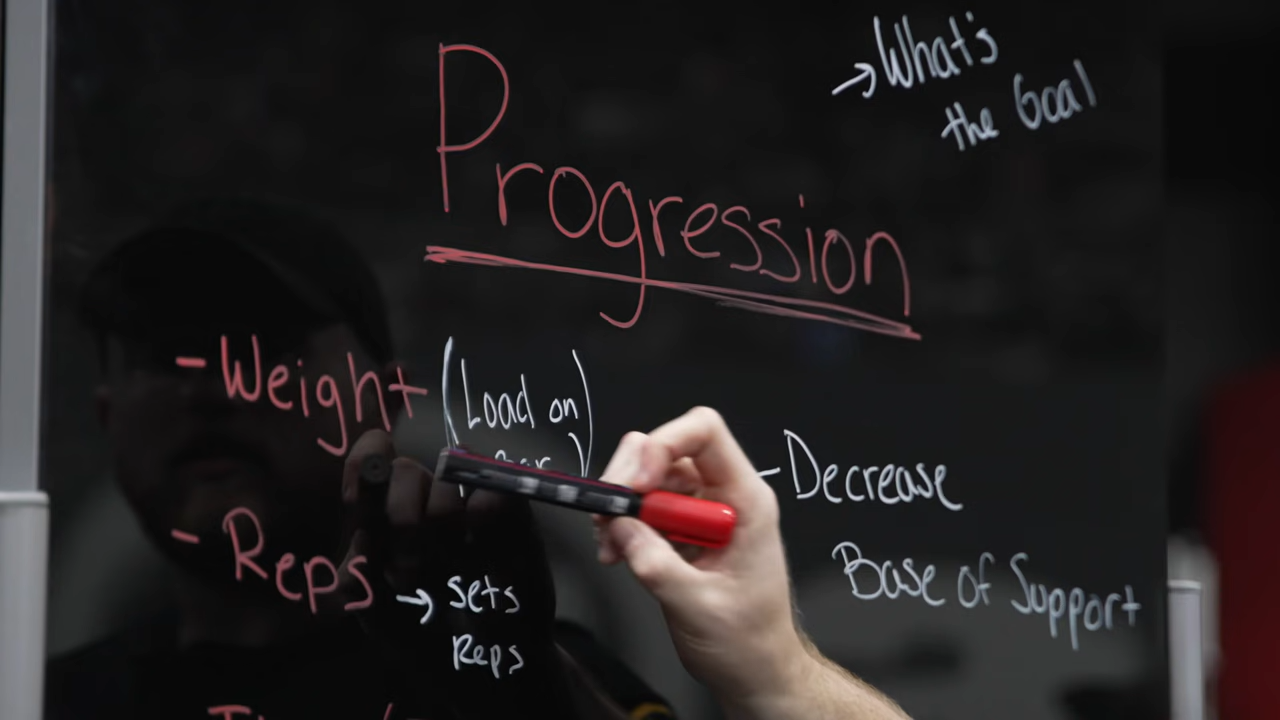 → What's
the Goal
Progression
- Weight (Load on
- Decrease
Base of Support
- Reps → sets
Reps